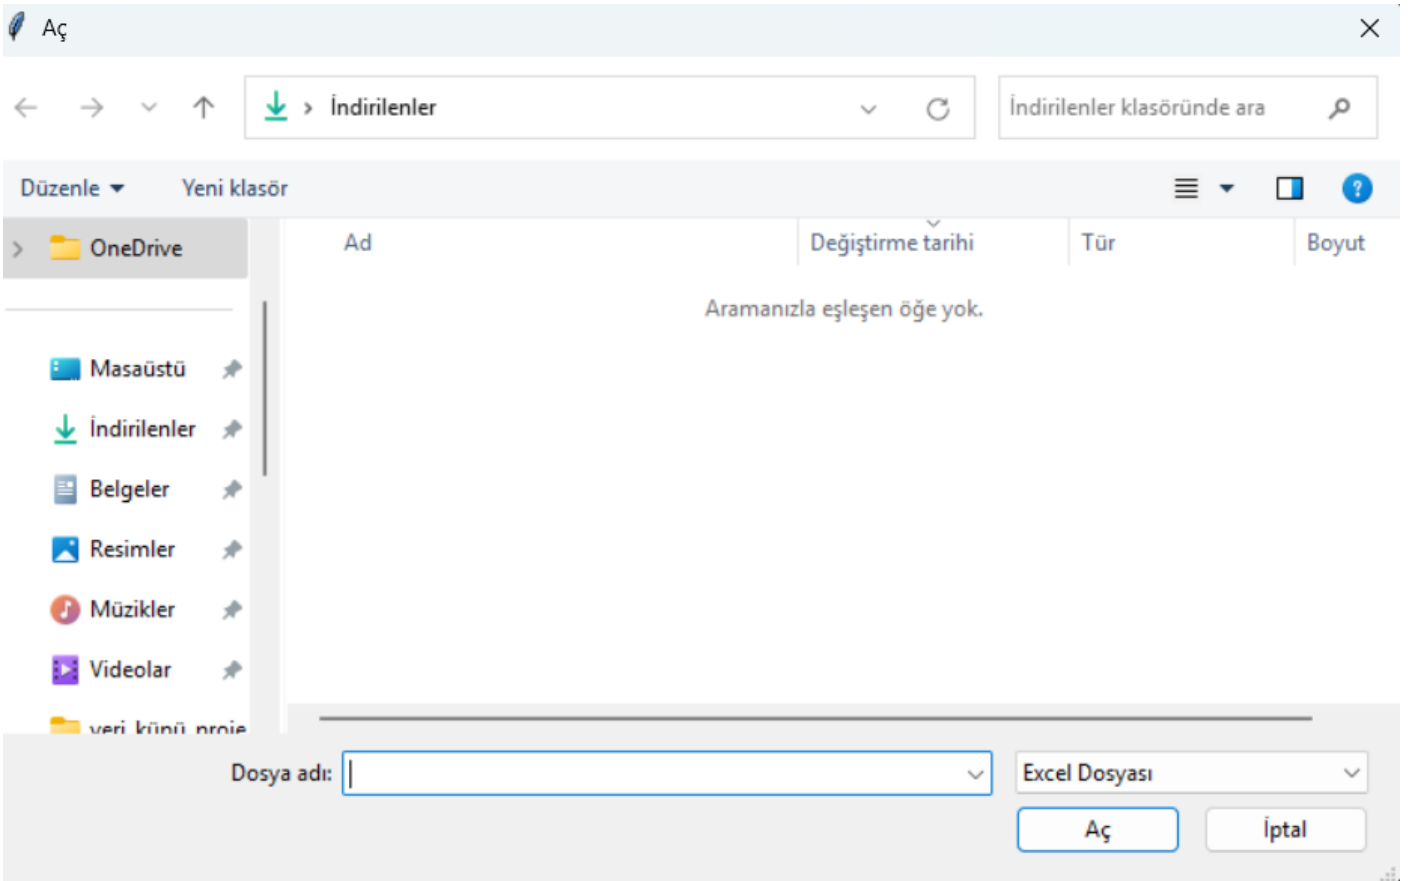 Aç
İndirilenler
İndirilenler klasöründe ara
Düzenle
Yeni klasör
OneDrive
Ad
Değiştirme tarihi
Tür
Boyut
Aramanızla eşleşen öğe yok.
Masaüstü
İndirilenler
Belgeler
Resimler
Müzikler
Videolar
veri_künü_proje
Dosya adı:
Excel Dosyası
Aç
İptal